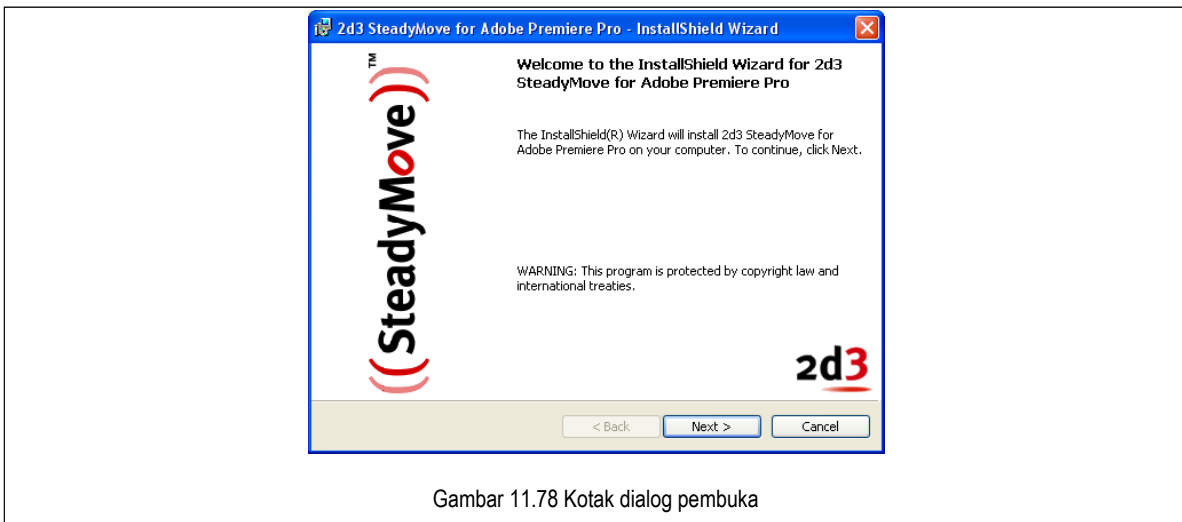 2d3 SteadyMove for Adobe Premiere Pro - InstallShield Wizard
((SteadyMove))™
Welcome to the InstallShield Wizard for 2d3
SteadyMove for Adobe Premiere Pro
The InstallShield(R) Wizard will install 2d3 SteadyMove for
Adobe Premiere Pro on your computer. To continue, click Next.
WARNING: This program is protected by copyright law and
international treaties.
2d3
< Back Next > Cancel
Gambar 11.78 Kotak dialog pembuka